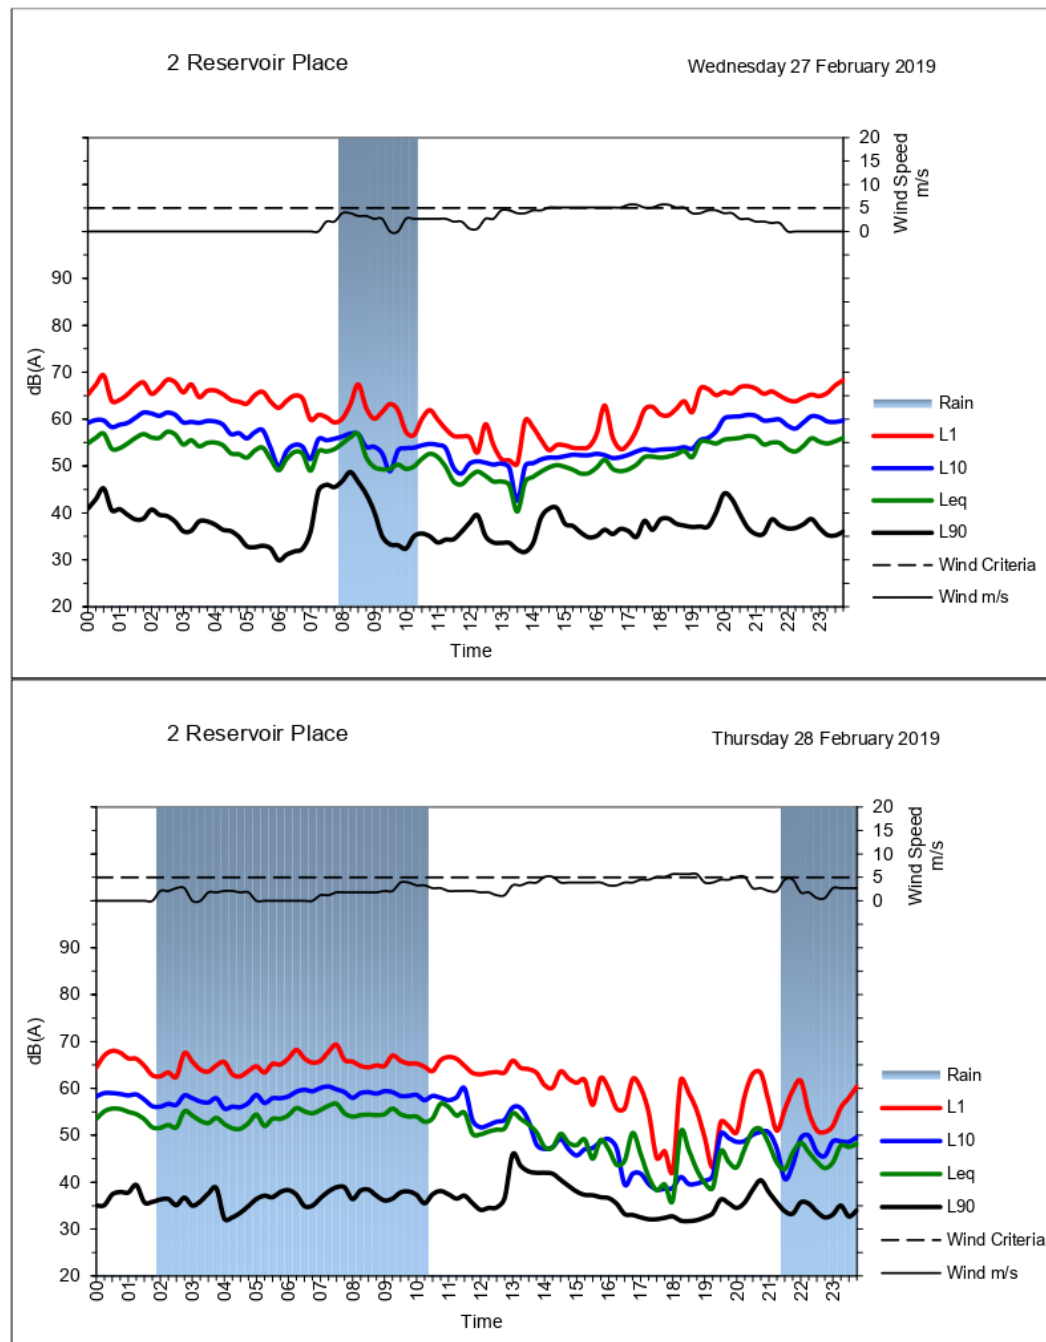 2 Reservoir Place
Wednesday 27 February 2019
20
15
10
5
0
Wind Speed
m/s
90
80
70
60
50
40
30
20
dB(A)
00 01 02 03 04 05 06 07 08 09 10 11 12 13 14 15 16 17 18 19 20 21 22 23
Time
Rain
L1
L10
Leq
L90
Wind Criteria
Wind m/s
2 Reservoir Place
Thursday 28 February 2019
20
15
10
5
0
Wind Speed
m/s
90
80
70
60
50
40
30
20
dB(A)
00 01 02 03 04 05 06 07 08 09 10 11 12 13 14 15 16 17 18 19 20 21 22 23
Time
Rain
L1
L10
Leq
L90
Wind Criteria
Wind m/s